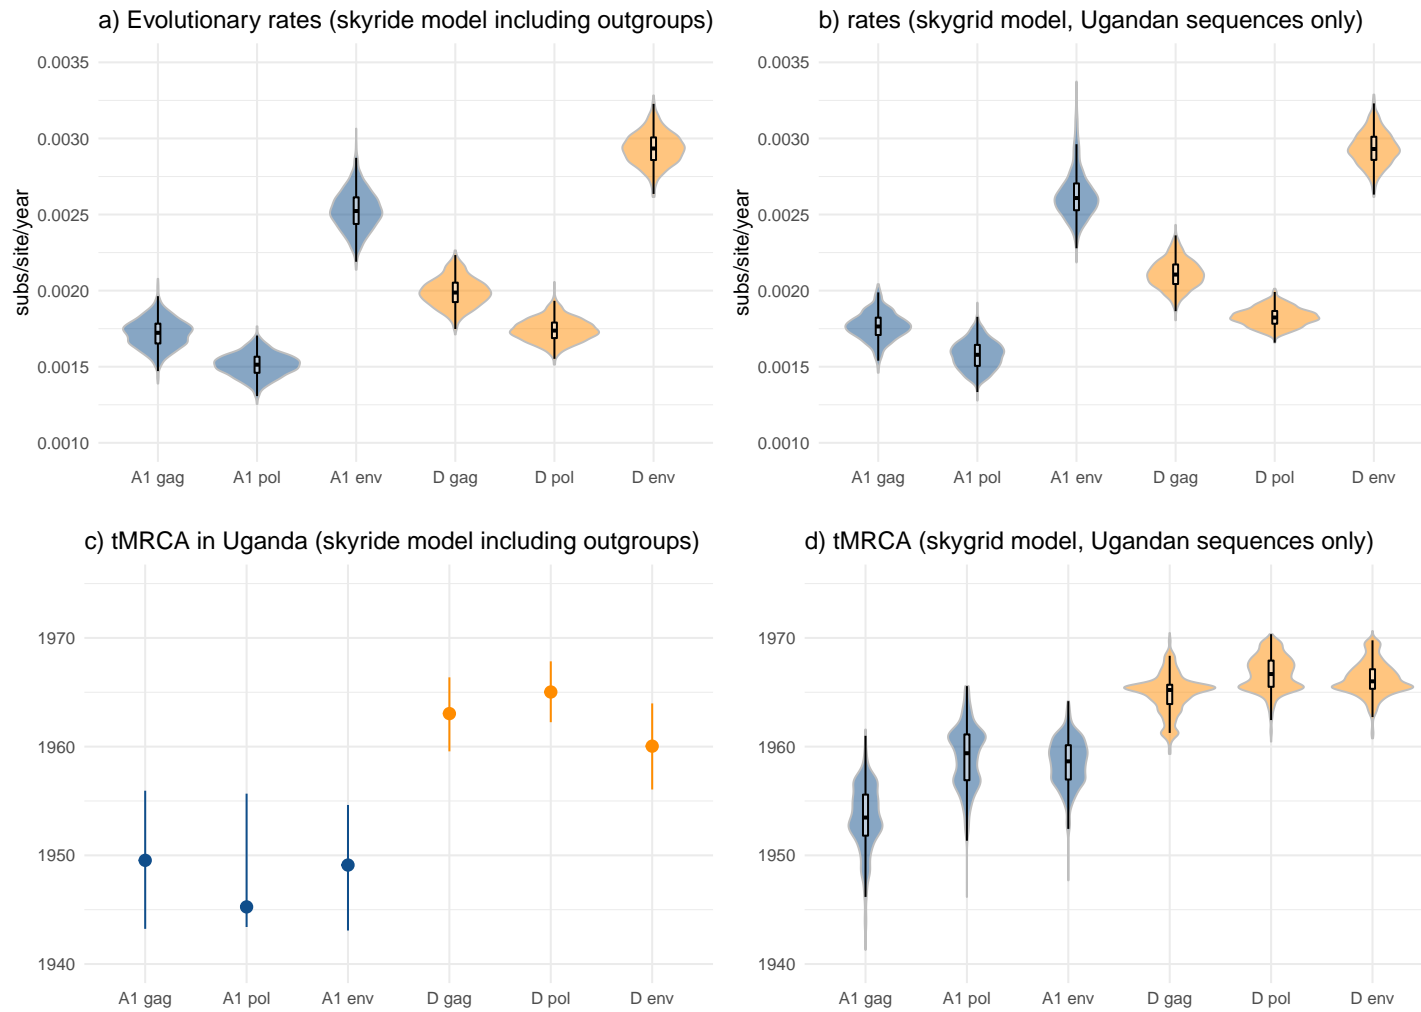 a) Evolutionary rates (skyride model including outgroups)
subs/site/year
0.0035
0.0030
0.0025
0.0020
0.0015
0.0010
A1 gag A1 pol A1 env D gag D pol D env
b) rates (skygrid model, Ugandan sequences only)
subs/site/year
0.0035
0.0030
0.0025
0.0020
0.0015
0.0010
A1 gag A1 pol A1 env D gag D pol D env
c) tMRCA in Uganda (skyride model including outgroups)
1970
1960
1950
1940
A1 gag A1 pol A1 env D gag D pol D env
d) tMRCA (skygrid model, Ugandan sequences only)
1970
1960
1950
1940
A1 gag A1 pol A1 env D gag D pol D env